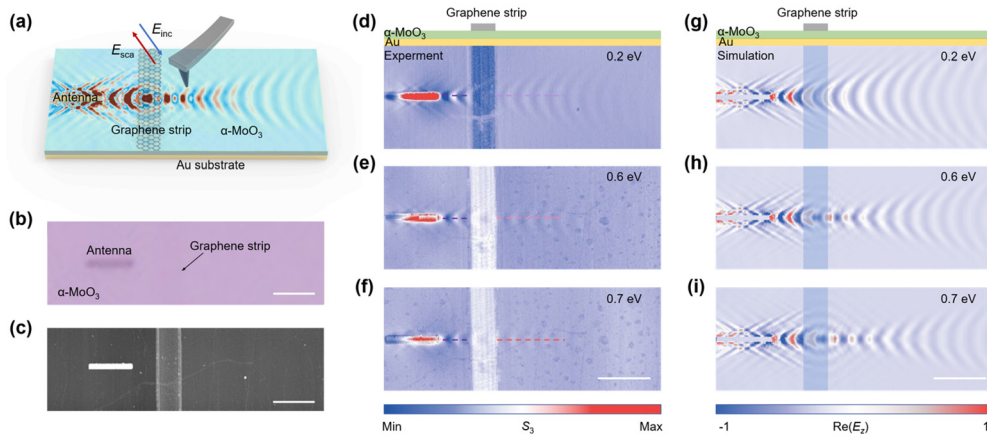 (a)
E_inc
E_sca
Antenna
Graphene strip
α-MoO₃
Au substrate
(b)
Antenna
Graphene strip
α-MoO₃
(c)
(d)
Graphene strip
α-MoO₃
Au
Experiment
0.2 eV
(e)
0.6 eV
(f)
0.7 eV
Min
S₃
Max
(g)
Graphene strip
α-MoO₃
Au
Simulation
0.2 eV
(h)
0.6 eV
(i)
0.7 eV
-1
Re(E_z)
1